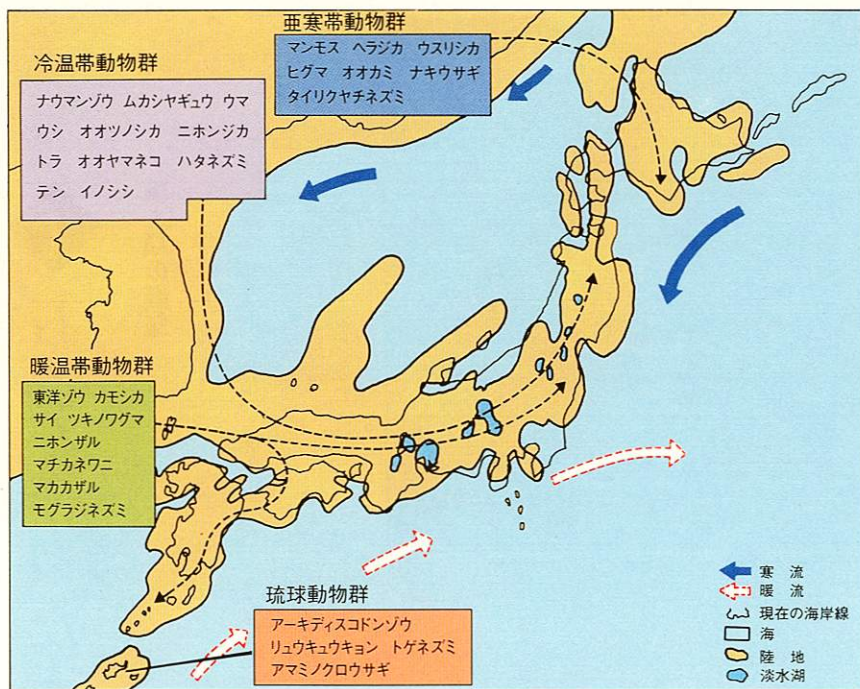 亜寒帯動物群
マンモス ヘラジカ ウスリシカ
ヒグマ オオカミ ナキウサギ
タイリクヤチネズミ
冷温帯動物群
ナウマンゾウ ムカシヤギュウ ウマ
ウシ オオツノシカ ニホンジカ
トラ オオヤマネコ ハタネズミ
テン イノシシ
暖温帯動物群
東洋ゾウ カモシカ
サイ ツキノワグマ
ニホンザル
マチカネワニ
マカカザル
モグラジネズミ
琉球動物群
アーキディスコドンゾウ
リュウキュウキョン トゲネズミ
アマミノクロウサギ
寒流
暖流
現在の海岸線
海
陸地
淡水湖